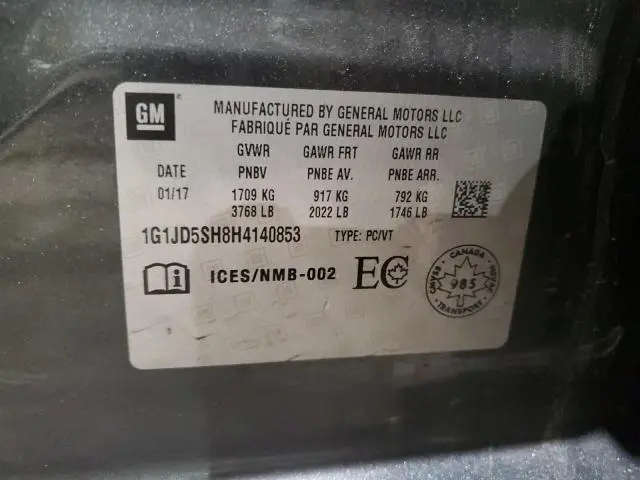 GM
MANUFACTURED BY GENERAL MOTORS LLC
FABRIQUÉ PAR GENERAL MOTORS LLC
GVWR GAWR FRT GAWR RR
DATE PNBV PNBE AV. PNBE ARR.
01/17 1709 KG 917 KG 792 KG
3768 LB 2022 LB 1746 LB
1G1JD5SH8H4140853 TYPE: PC/VT
ICES/NMB-002 EC
CANADA
985
TRANSPORT